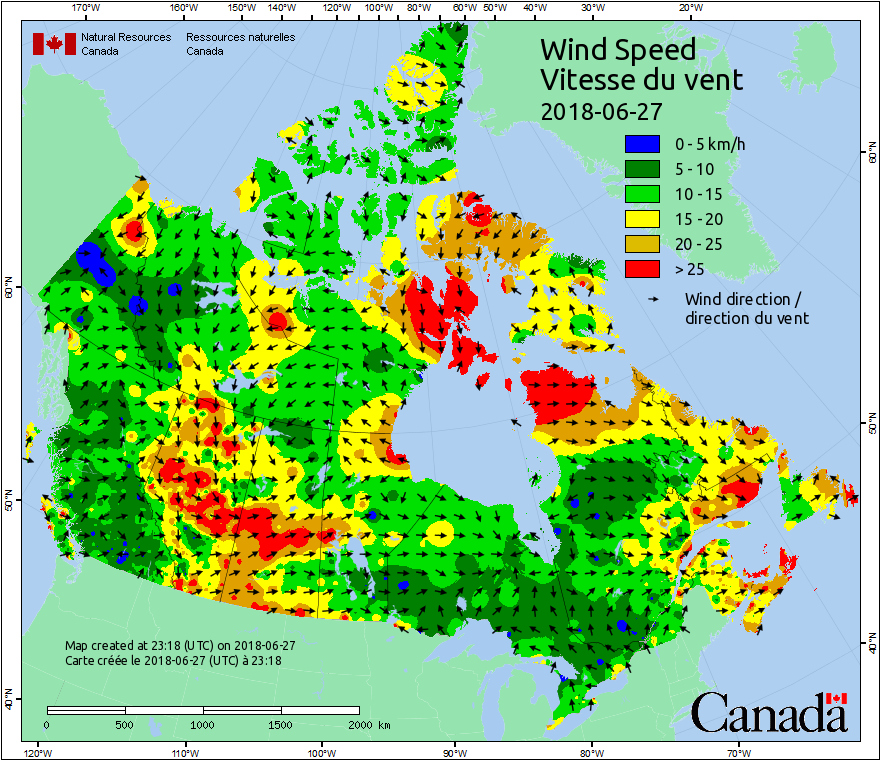 170°W 160°W 150°W 140°W 130°W 120°W 110°W 100°W 80°W 60°W 50°W 40°W 30°W 20°W
Natural Resources Ressources naturelles
Canada Canada
Wind Speed
Vitesse du vent
2018-06-27
0 - 5 km/h
5 - 10
10 - 15
15 - 20
20 - 25
> 25
Wind direction /
direction du vent
60°N
60°N
50°N
50°N
40°N
40°N
Map created at 23:18 (UTC) on 2018-06-27
Carte créée le 2018-06-27 (UTC) à 23:18
0 500 1000 1500 2000 km
Canada
120°W 110°W 100°W 90°W 80°W 70°W